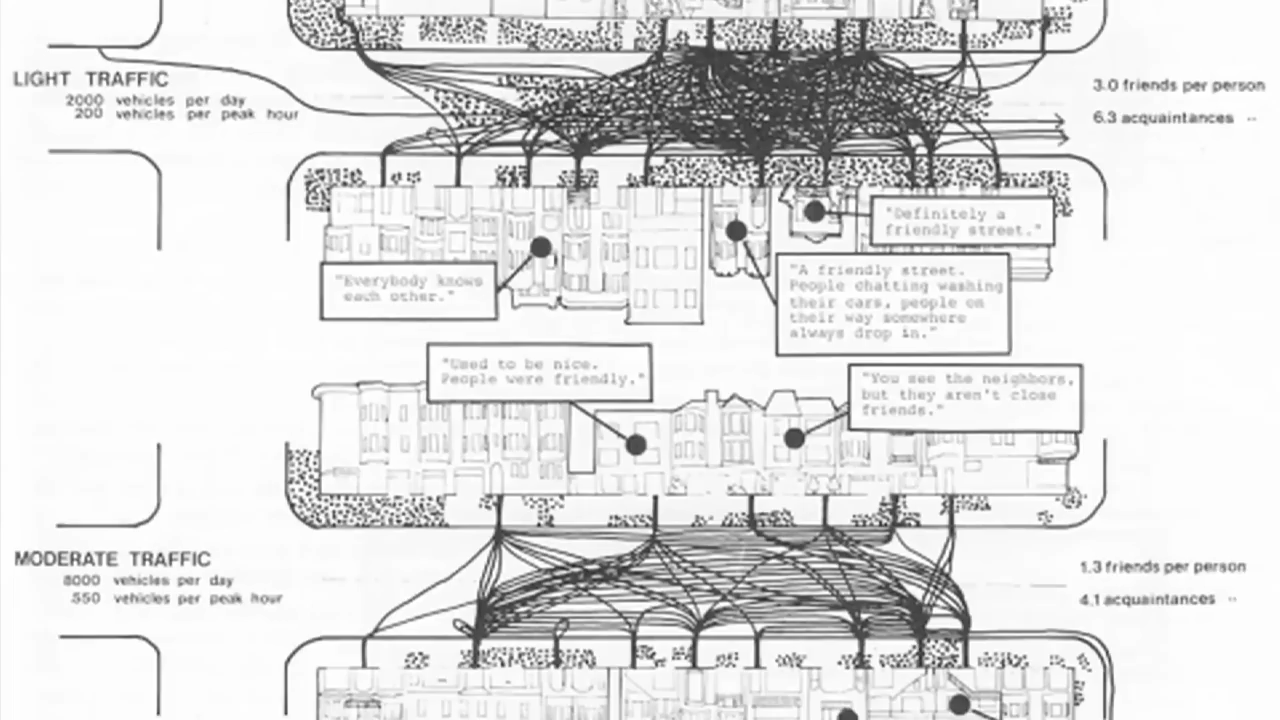 LIGHT TRAFFIC
2000 vehicles per day
200 vehicles per peak hour
3.0 friends per person
6.3 acquaintances "
"Definitely a
friendly street."
"Everybody knows
each other."
"A friendly street.
People chatting washing
their cars, people on
their way somewhere
always drop in."
"Used to be nice.
People were friendly."
"You see the neighbors,
but they aren't close
friends."
MODERATE TRAFFIC
8000 vehicles per day
550 vehicles per peak hour
1.3 friends per person
4.1 acquaintances "